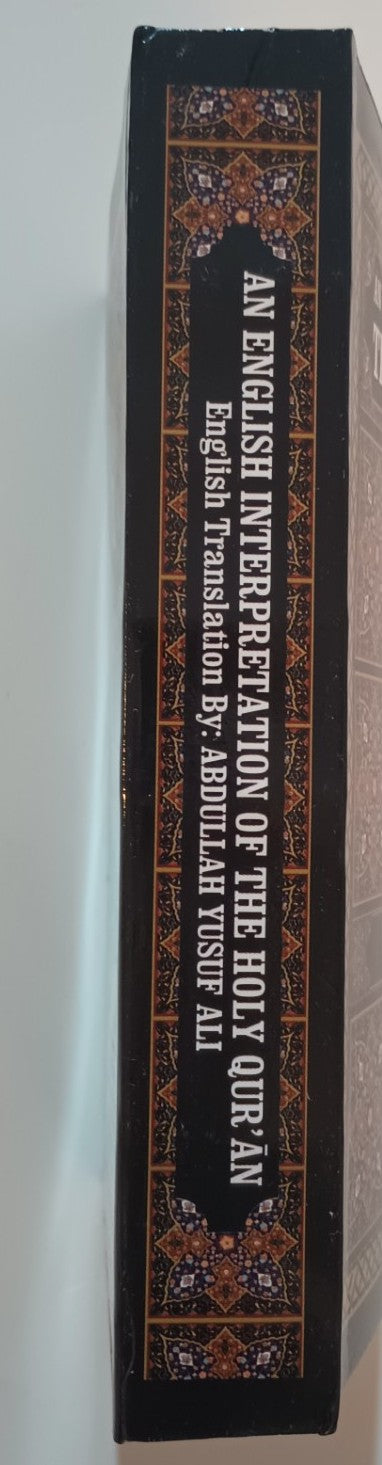 AN ENGLISH INTERPRETATION OF THE HOLY QUR'ĀN
English Translation By: ABDULLAH YUSUF ALI